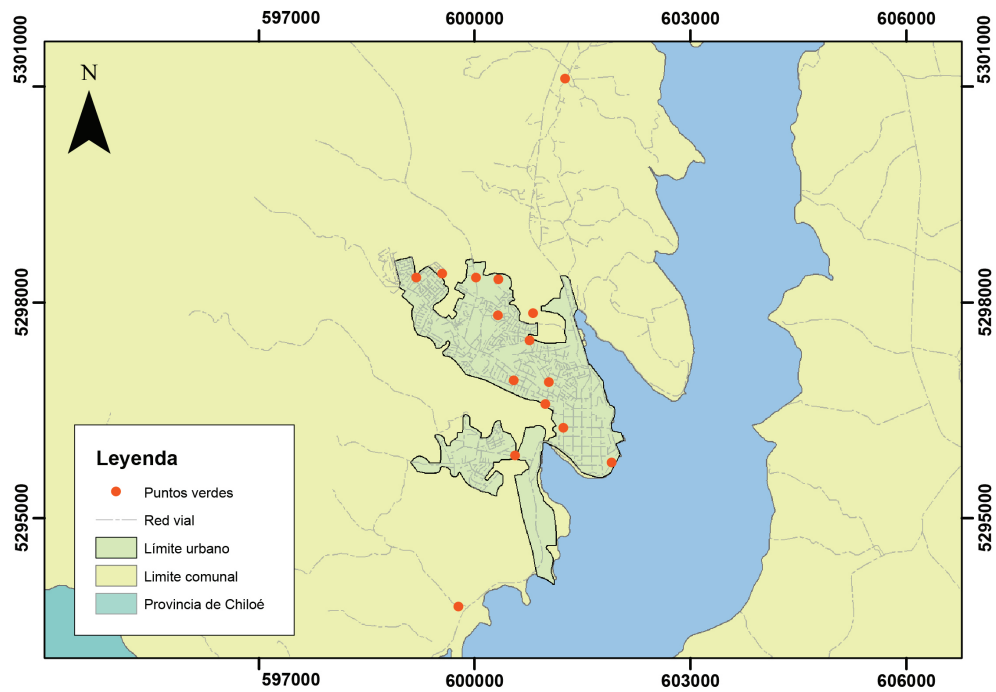 597000 600000 603000 606000
5301000 5301000
N
5298000 5298000
Leyenda
Puntos verdes
Red vial
Límite urbano
Limite comunal
Provincia de Chiloé
5295000 5295000
597000 600000 603000 606000